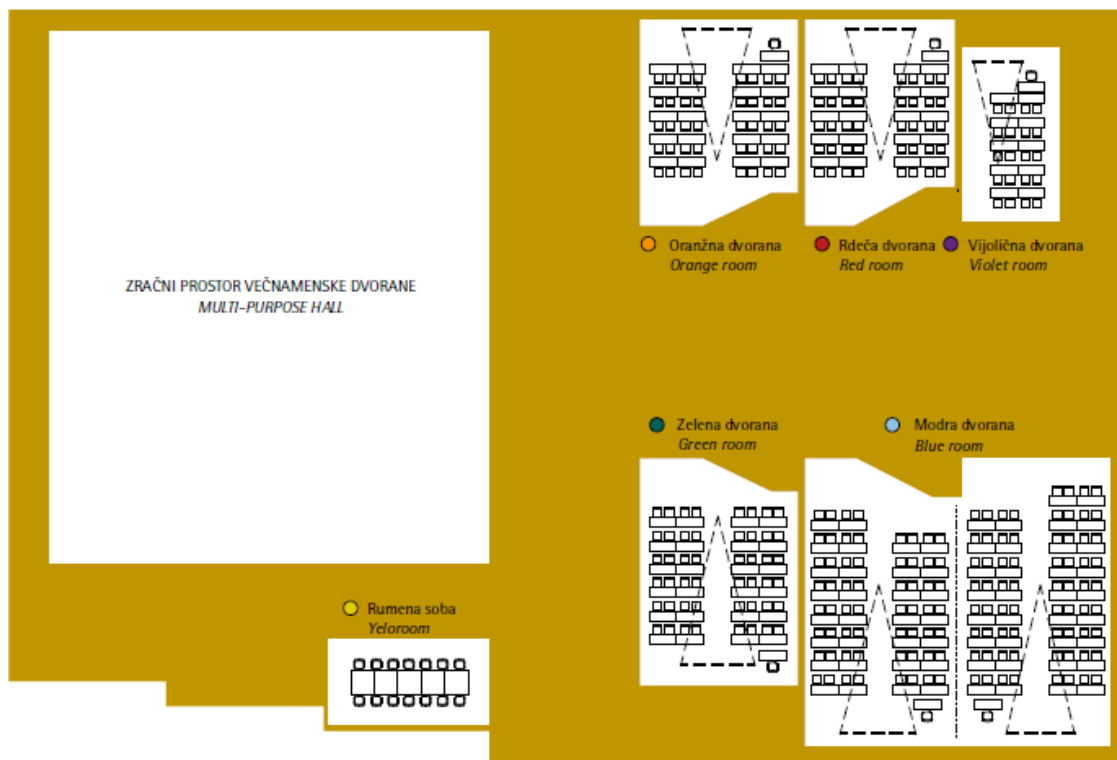 Oranžna dvorana
Orange room
Rdeča dvorana
Red room
Vijolična dvorana
Violet room
ZRAČNI PROSTOR VEČNAMENSKE DVORANE
MULTI-PURPOSE HALL
Zelena dvorana
Green room
Modra dvorana
Blue room
Rumena soba
Yeloroom